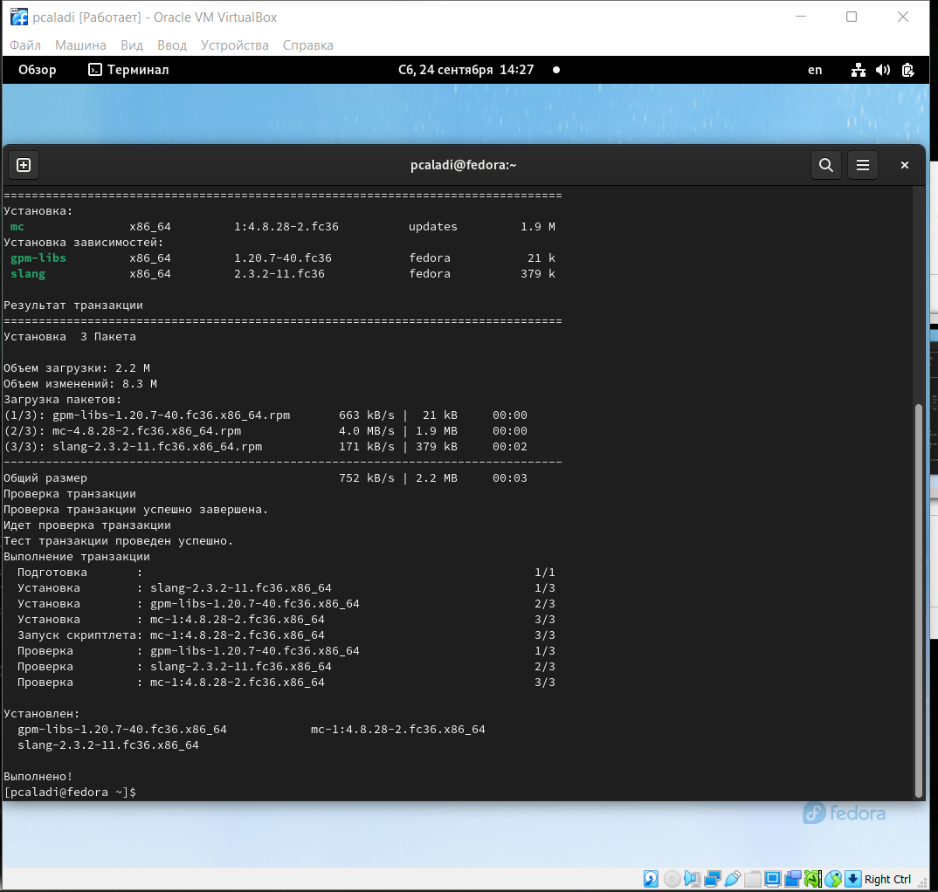 pcaladi [Работает] - Oracle VM VirtualBox
Файл Машина Вид Ввод Устройства Справка
Обзор Терминал Сб, 24 сентября 14:27 en
pcaladi@fedora:~
================================================================================
Установка:
mc x86_64 1:4.8.28-2.fc36 updates 1.9 M
Установка зависимостей:
gpm-libs x86_64 1.20.7-40.fc36 fedora 21 k
slang x86_64 2.3.2-11.fc36 fedora 379 k
Результат транзакции
================================================================================
Установка 3 Пакета
Объем загрузки: 2.2 M
Объем изменений: 8.3 M
Загрузка пакетов:
(1/3): gpm-libs-1.20.7-40.fc36.x86_64.rpm 663 kB/s | 21 kB 00:00
(2/3): mc-4.8.28-2.fc36.x86_64.rpm 4.0 MB/s | 1.9 MB 00:00
(3/3): slang-2.3.2-11.fc36.x86_64.rpm 171 kB/s | 379 kB 00:02
--------------------------------------------------------------------------------
Общий размер 752 kB/s | 2.2 MB 00:03
Проверка транзакции
Проверка транзакции успешно завершена.
Идет проверка транзакции
Тест транзакции проведен успешно.
Выполнение транзакции
Подготовка : 1/1
Установка : slang-2.3.2-11.fc36.x86_64 1/3
Установка : gpm-libs-1.20.7-40.fc36.x86_64 2/3
Установка : mc-1:4.8.28-2.fc36.x86_64 3/3
Запуск скриптлета: mc-1:4.8.28-2.fc36.x86_64 3/3
Проверка : gpm-libs-1.20.7-40.fc36.x86_64 1/3
Проверка : slang-2.3.2-11.fc36.x86_64 2/3
Проверка : mc-1:4.8.28-2.fc36.x86_64 3/3
Установлен:
gpm-libs-1.20.7-40.fc36.x86_64 mc-1:4.8.28-2.fc36.x86_64
slang-2.3.2-11.fc36.x86_64
Выполнено!
[pcaladi@fedora ~]$
fedora
Right Ctrl